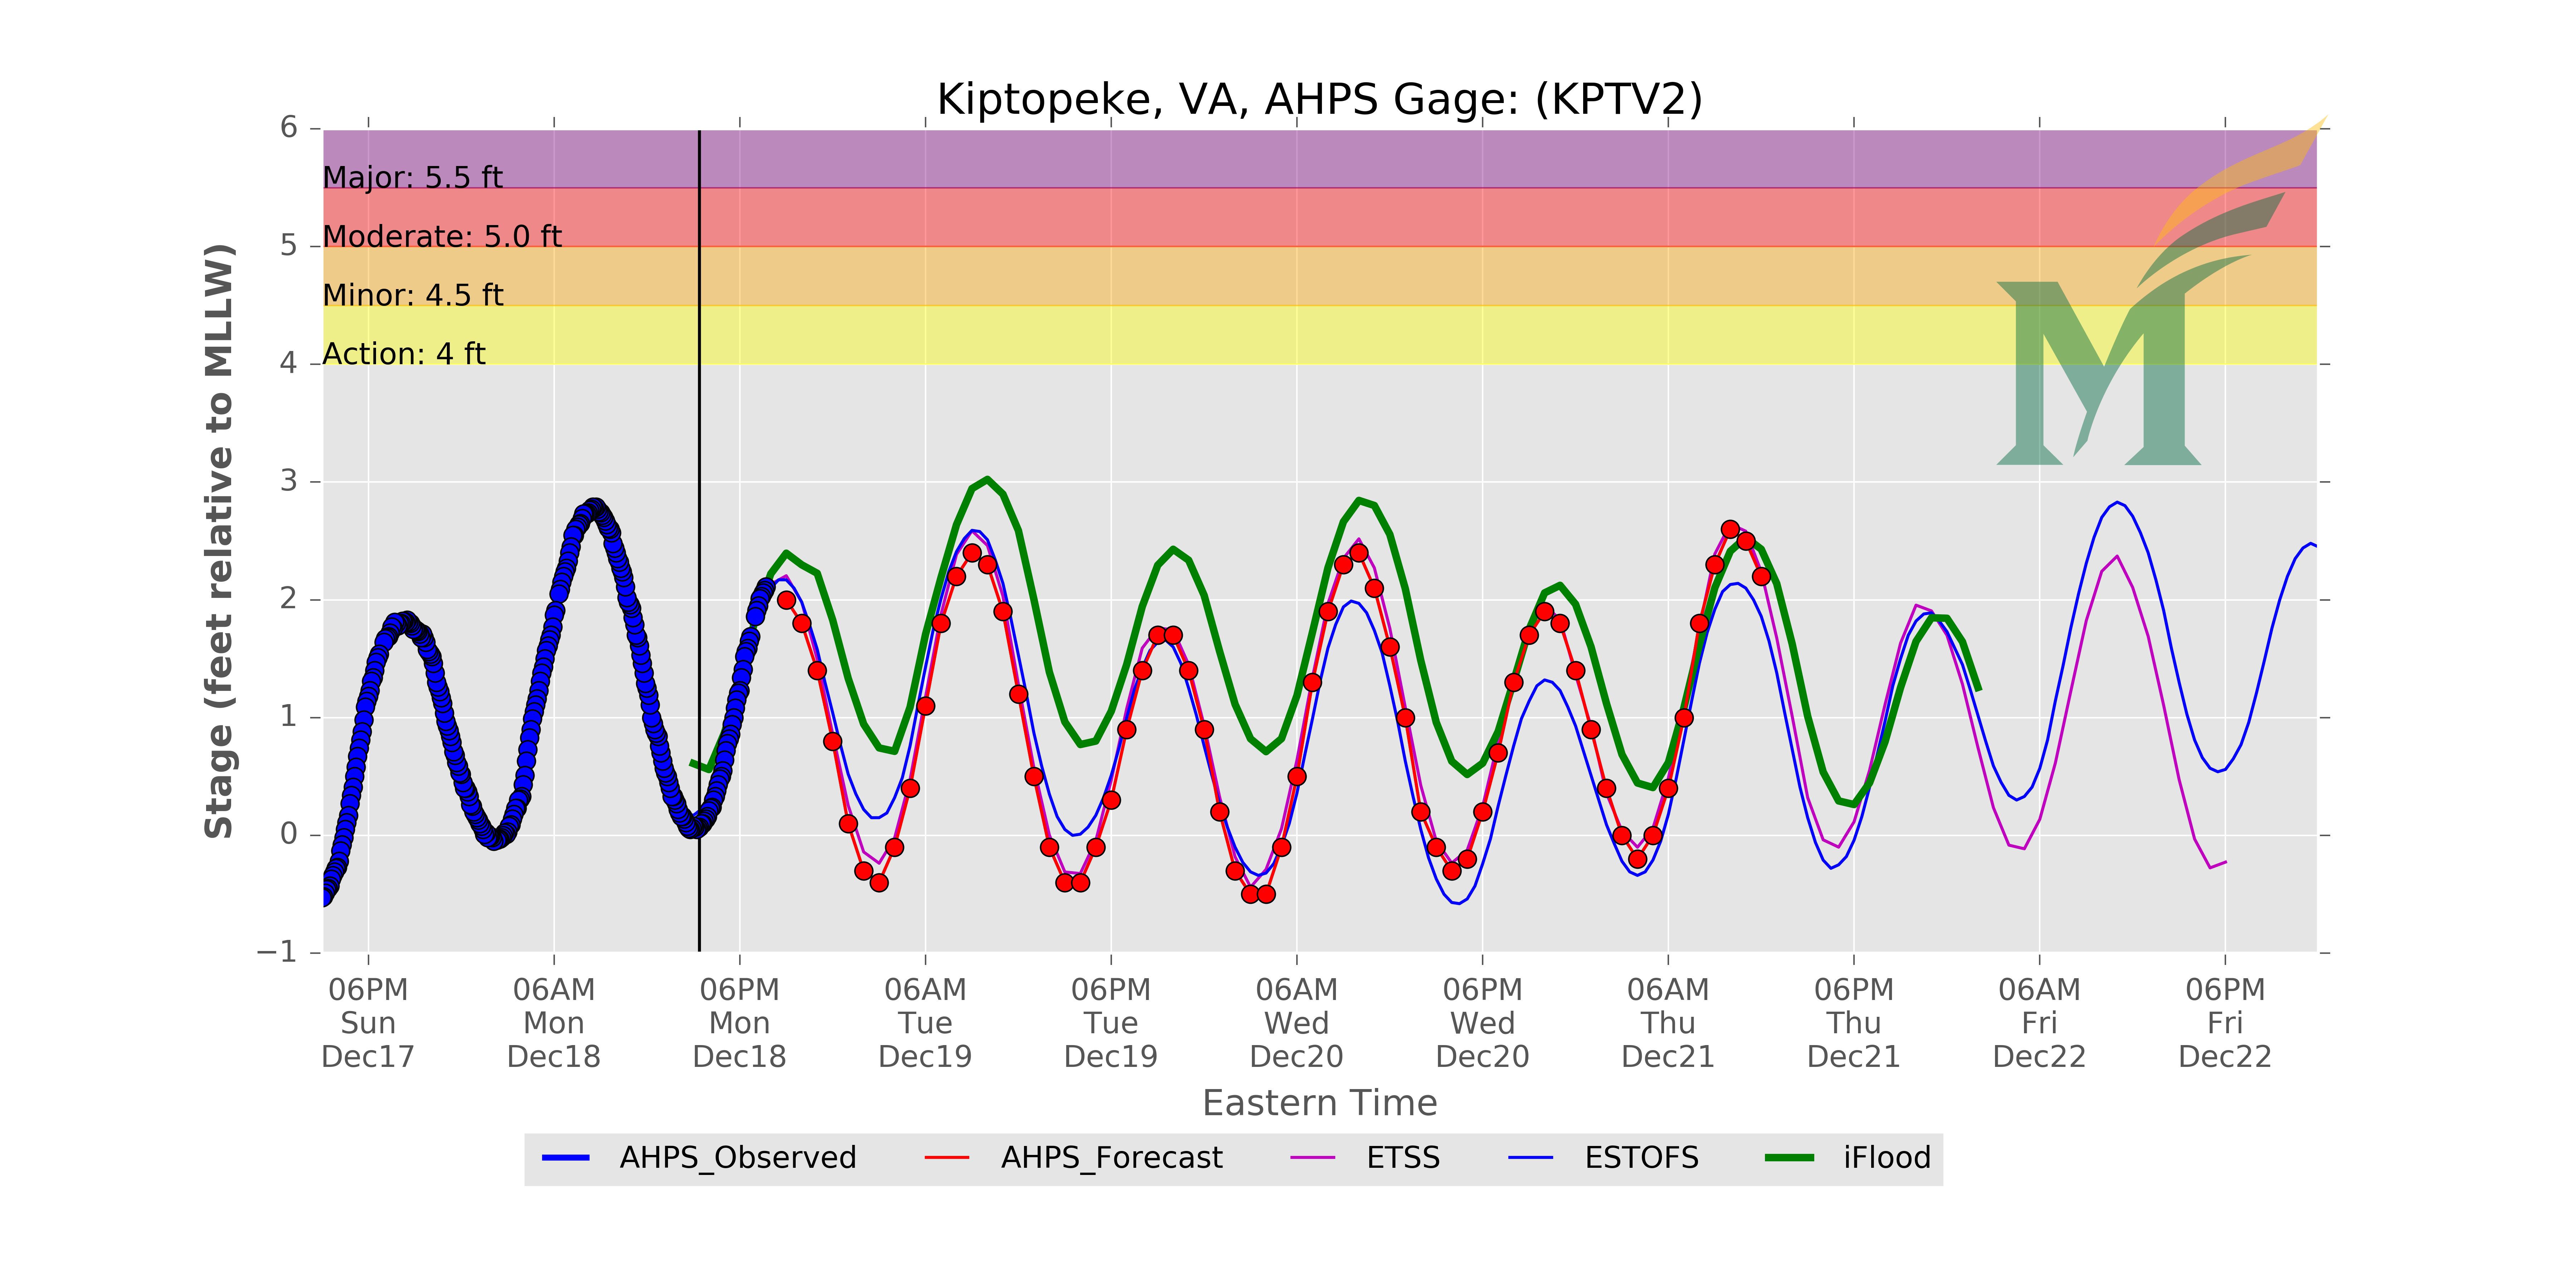 Kiptopeke, VA, AHPS Gage: (KPTV2)
Stage (feet relative to MLLW)
6
5
4
3
2
1
0
−1
Major: 5.5 ft
Moderate: 5.0 ft
Minor: 4.5 ft
Action: 4 ft
M
06PM 06AM 06PM 06AM 06PM 06AM 06PM 06AM 06PM 06AM 06PM
Sun Mon Mon Tue Tue Wed Wed Thu Thu Fri Fri
Dec17 Dec18 Dec18 Dec19 Dec19 Dec20 Dec20 Dec21 Dec21 Dec22 Dec22
Eastern Time
AHPS_Observed AHPS_Forecast ETSS ESTOFS iFlood